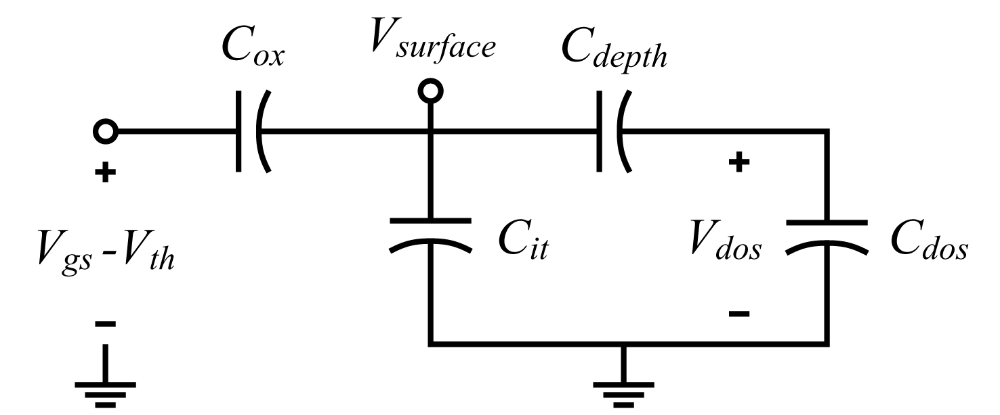 C_ox
V_surface
C_depth
+
+
V_gs - V_th
C_it
V_dos
C_dos
−
−